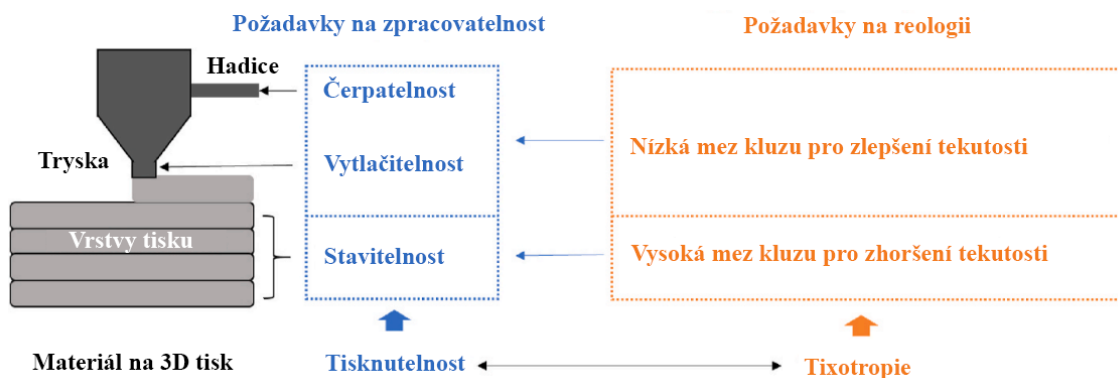 Požadavky na zpracovatelnost
Požadavky na reologii
Hadice
Čerpatelnost
Tryska
Vytlačitelnost
Nízká mez kluzu pro zlepšení tekutosti
Vrstvy tisku
Stavitelnost
Vysoká mez kluzu pro zhoršení tekutosti
Materiál na 3D tisk
Tisknutelnost
Tixotropie